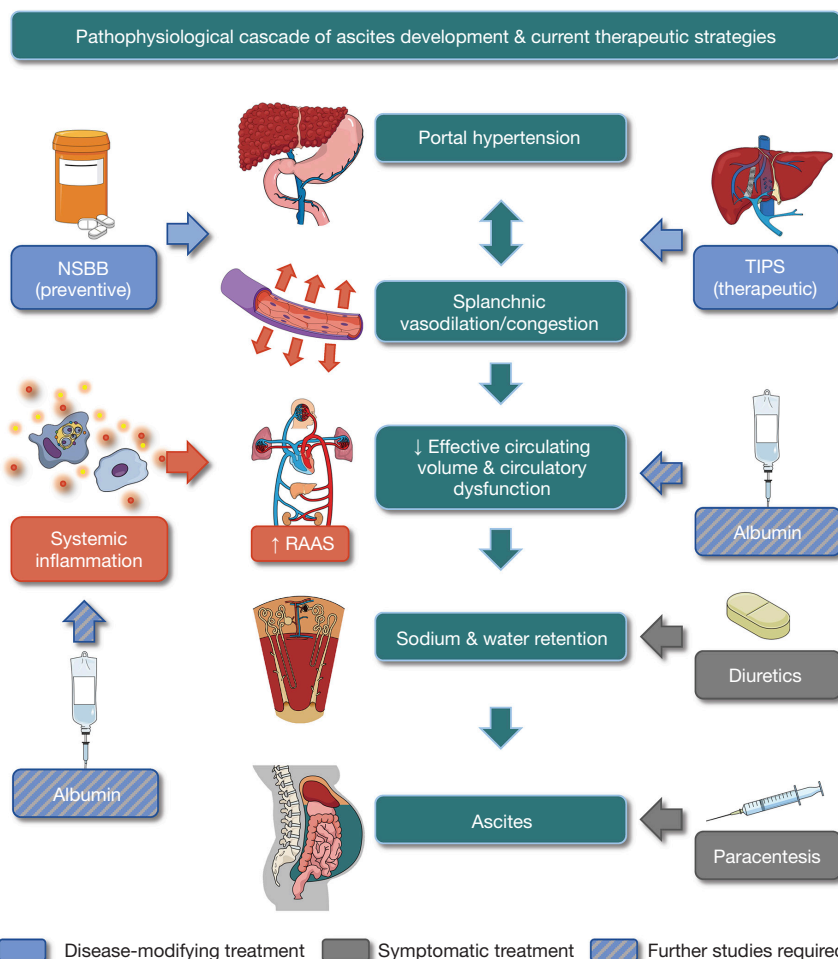 Pathophysiological cascade of ascites development & current therapeutic strategies
Portal hypertension
NSBB
(preventive)
TIPS
(therapeutic)
Splanchnic
vasodilation/congestion
↓ Effective circulating
volume & circulatory
dysfunction
Systemic
inflammation
↑ RAAS
Albumin
Sodium & water retention
Diuretics
Albumin
Ascites
Paracentesis
Disease-modifying treatment
Symptomatic treatment
Further studies required